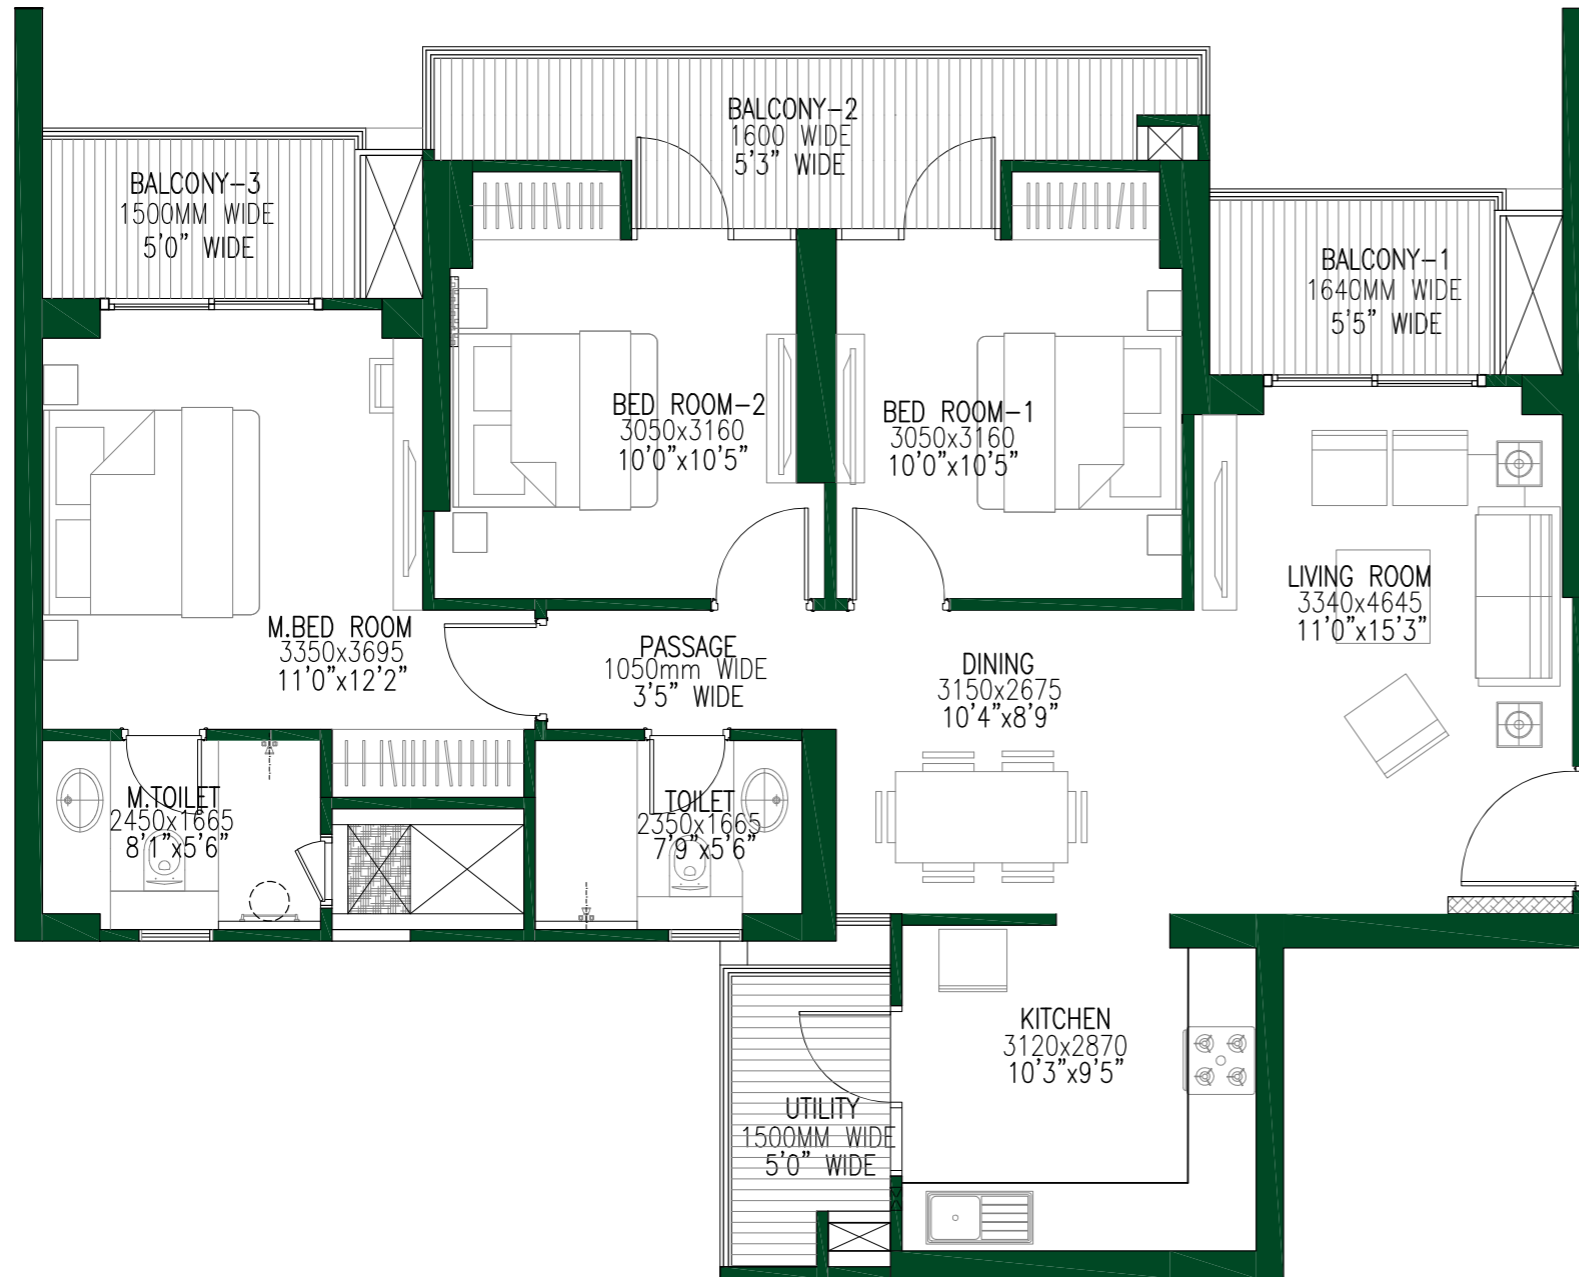 BALCONY-2
1600 WIDE
5'3" WIDE
BALCONY-3
1500MM WIDE
5'0" WIDE
BALCONY-1
1640MM WIDE
5'5" WIDE
BED ROOM-2
3050x3160
10'0"x10'5"
BED ROOM-1
3050x3160
10'0"x10'5"
LIVING ROOM
3340x4645
11'0"x15'3"
M.BED ROOM
3350x3695
11'0"x12'2"
PASSAGE
1050mm WIDE
3'5" WIDE
DINING
3150x2675
10'4"x8'9"
M.TOILET
2450x1665
8'1"x5'6"
TOILET
2350x1665
7'9"x5'6"
KITCHEN
3120x2870
10'3"x9'5"
UTILITY
1500MM WIDE
5'0" WIDE